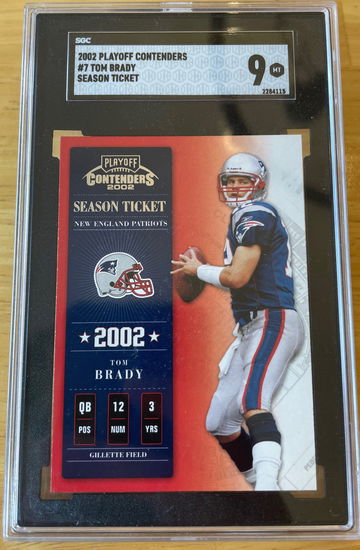 SGC
2002 PLAYOFF CONTENDERS
#7 TOM BRADY
SEASON TICKET
9 MT
2284115
PLAYOFF
CONTENDERS
2002
SEASON TICKET
NEW ENGLAND PATRIOTS
★ 2002 ★
TOM
BRADY
QB 12 3
POS NUM YRS
GILLETTE FIELD